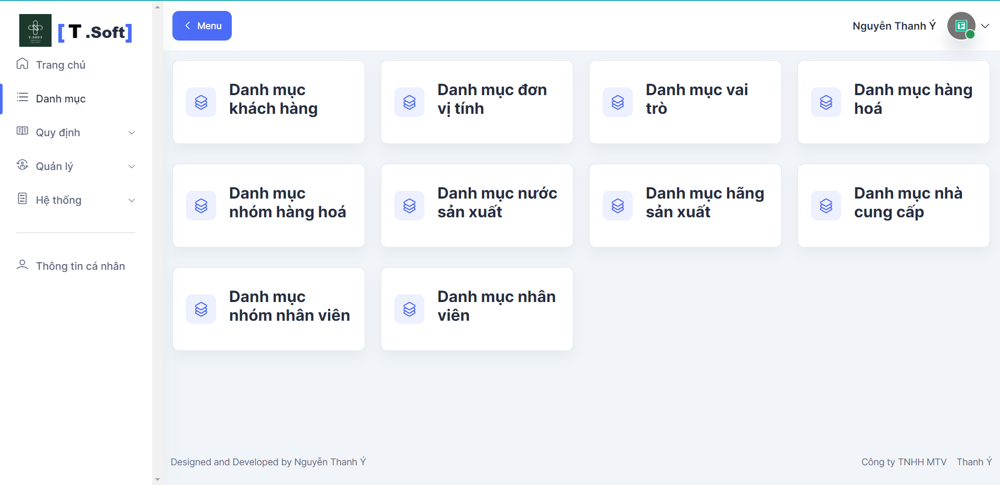 T.SOFT
[ T .Soft]
Trang chủ
Danh mục
Quy định
Quản lý
Hệ thống
Thông tin cá nhân
Menu
Nguyễn Thanh Ý
Danh mục
khách hàng
Danh mục đơn
vị tính
Danh mục vai
trò
Danh mục hàng
hoá
Danh mục
nhóm hàng hoá
Danh mục nước
sản xuất
Danh mục hãng
sản xuất
Danh mục nhà
cung cấp
Danh mục
nhóm nhân viên
Danh mục nhân
viên
Designed and Developed by Nguyễn Thanh Ý
Công ty TNHH MTV Thanh Ý